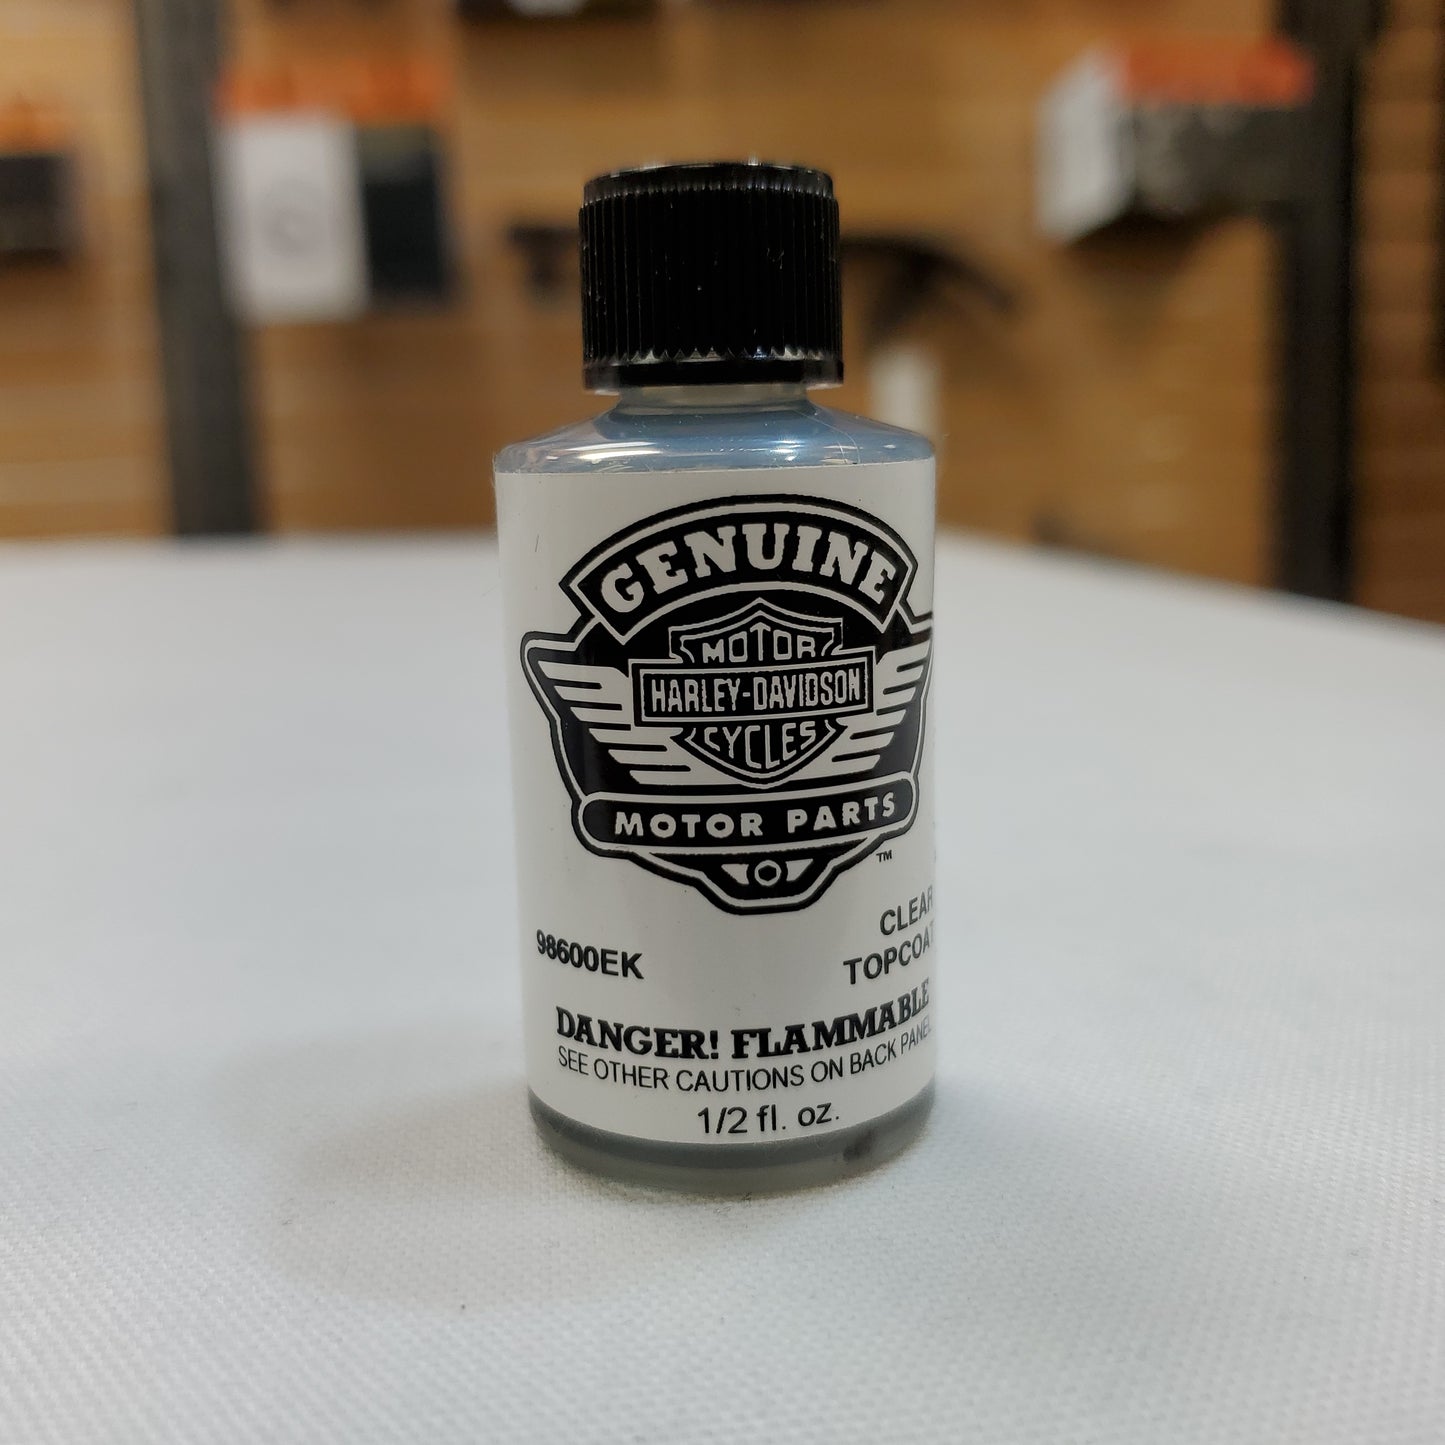 GENUINE
MOTOR
HARLEY-DAVIDSON
CYCLES
MOTOR PARTS
TM
CLEAR
98600EK
TOPCOAT
DANGER! FLAMMABLE
SEE OTHER CAUTIONS ON BACK PANEL
1/2 fl. oz.